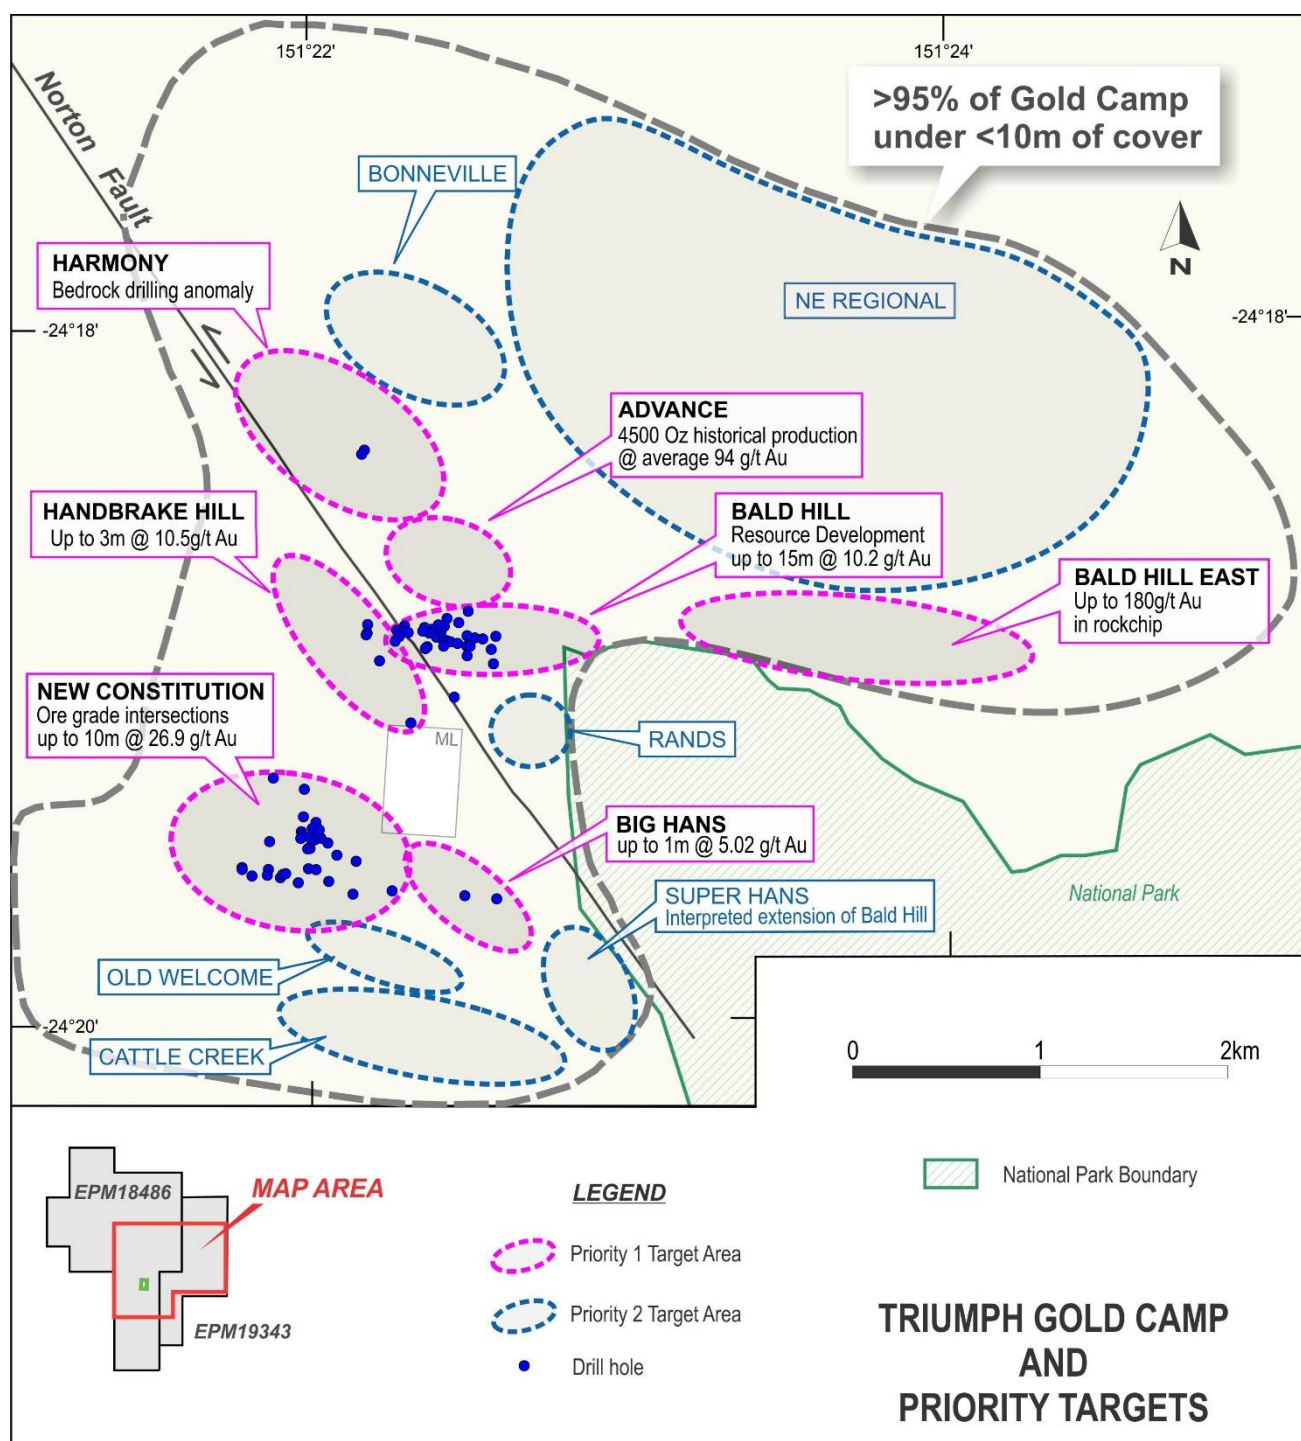 151°22'
151°24'
>95% of Gold Camp
under <10m of cover
Norton Fault
BONNEVILLE
N
HARMONY
Bedrock drilling anomaly
NE REGIONAL
-24°18'
-24°18'
ADVANCE
4500 Oz historical production
@ average 94 g/t Au
HANDBRAKE HILL
Up to 3m @ 10.5g/t Au
BALD HILL
Resource Development
up to 15m @ 10.2 g/t Au
BALD HILL EAST
Up to 180g/t Au
in rockchip
NEW CONSTITUTION
Ore grade intersections
up to 10m @ 26.9 g/t Au
ML
RANDS
BIG HANS
up to 1m @ 5.02 g/t Au
SUPER HANS
Interpreted extension of Bald Hill
National Park
OLD WELCOME
-24°20'
CATTLE CREEK
0 1 2km
EPM18486
MAP AREA
EPM19343
LEGEND
Priority 1 Target Area
Priority 2 Target Area
Drill hole
National Park Boundary
TRIUMPH GOLD CAMP
AND
PRIORITY TARGETS